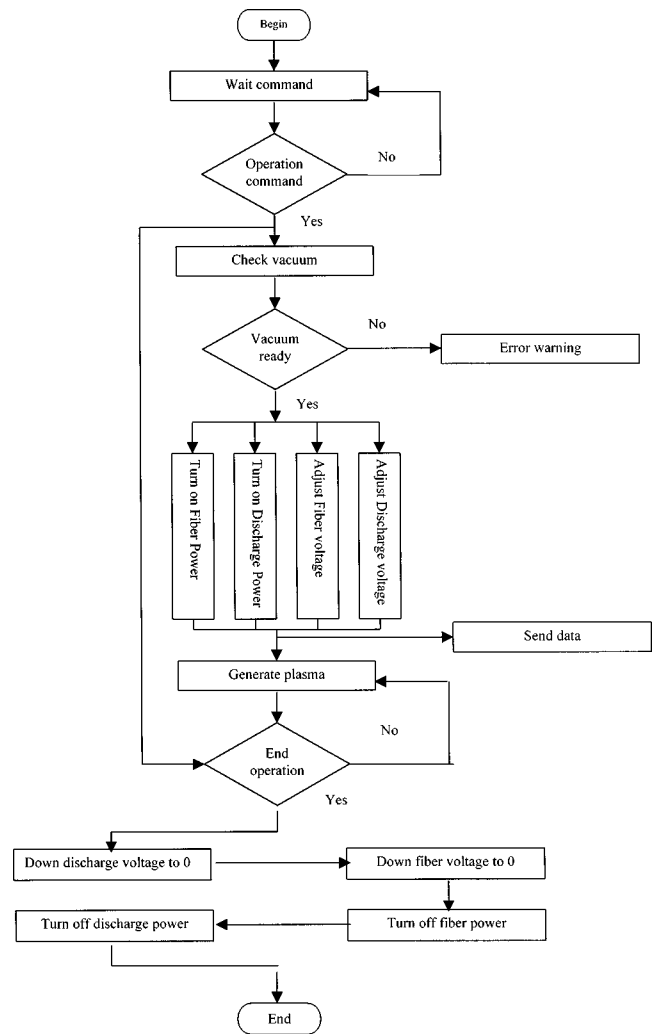 Begin
Wait command
No
Operation
command
Yes
Check vacuum
No
Vacuum
ready
Error warning
Yes
Turn on Fiber Power
Turn on Discharge Power
Adjust Fiber voltage
Adjust Discharge voltage
Send data
Generate plasma
No
End
operation
Yes
Down discharge voltage to 0
Down fiber voltage to 0
Turn off discharge power
Turn off fiber power
End